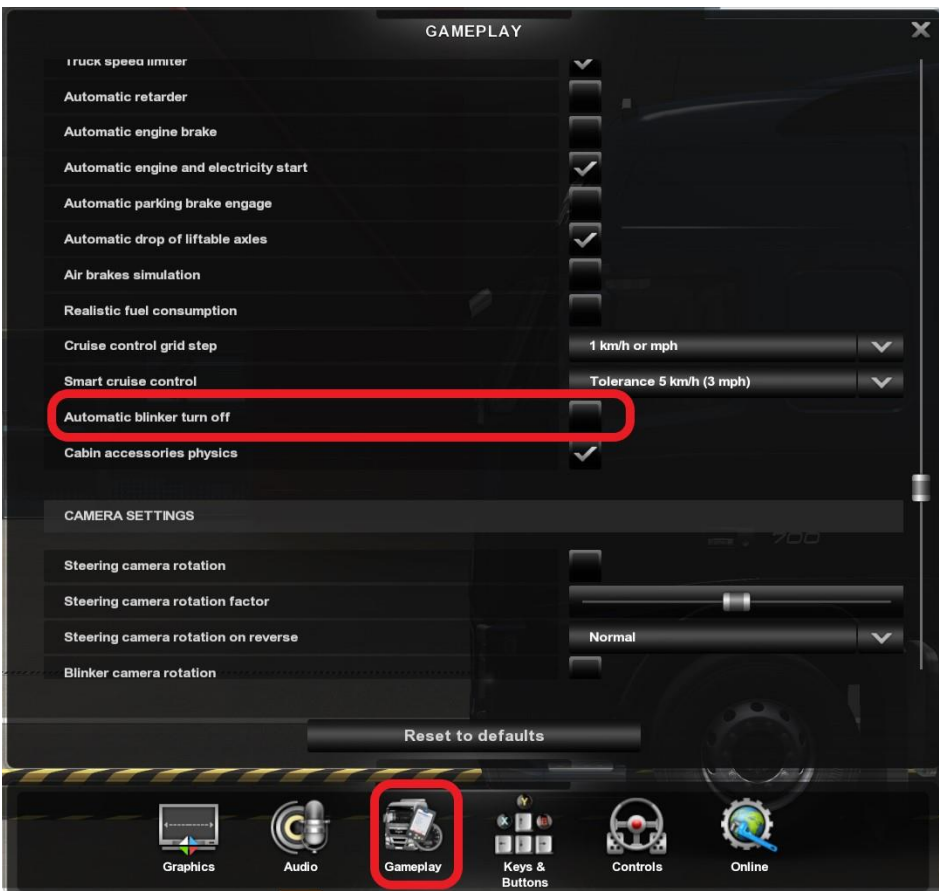 GAMEPLAY
Truck speed limiter
Automatic retarder
Automatic engine brake
Automatic engine and electricity start
Automatic parking brake engage
Automatic drop of liftable axles
Air brakes simulation
Realistic fuel consumption
Cruise control grid step 1 km/h or mph
Smart cruise control Tolerance 5 km/h (3 mph)
Automatic blinker turn off
Cabin accessories physics
CAMERA SETTINGS
700
Steering camera rotation
Steering camera rotation factor
Steering camera rotation on reverse Normal
Blinker camera rotation
Reset to defaults
Y
X B
Graphics Audio Gameplay Keys & Controls Online
Buttons